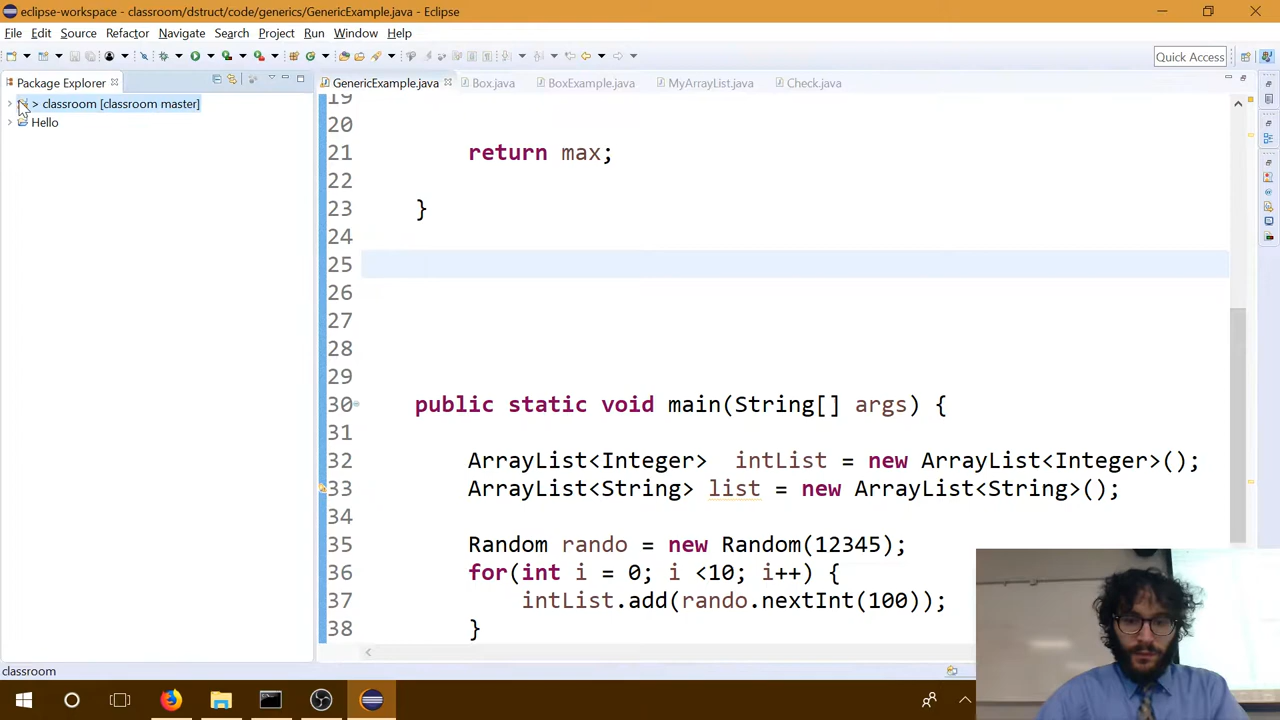 eclipse-workspace - classroom/dstruct/code/generics/GenericExample.java - Eclipse
File Edit Source Refactor Navigate Search Project Run Window Help
Quick Access
Package Explorer
GenericExample.java Box.java BoxExample.java MyArrayList.java Check.java
> classroom [classroom master]
Hello
19
20
21 return max;
22
23 }
24
25
26
27
28
29
30 public static void main(String[] args) {
31
32 ArrayList<Integer> intList = new ArrayList<Integer>();
33 ArrayList<String> list = new ArrayList<String>();
34
35 Random rando = new Random(12345);
36 for(int i = 0; i <10; i++) {
37 intList.add(rando.nextInt(100));
38 }
classroom